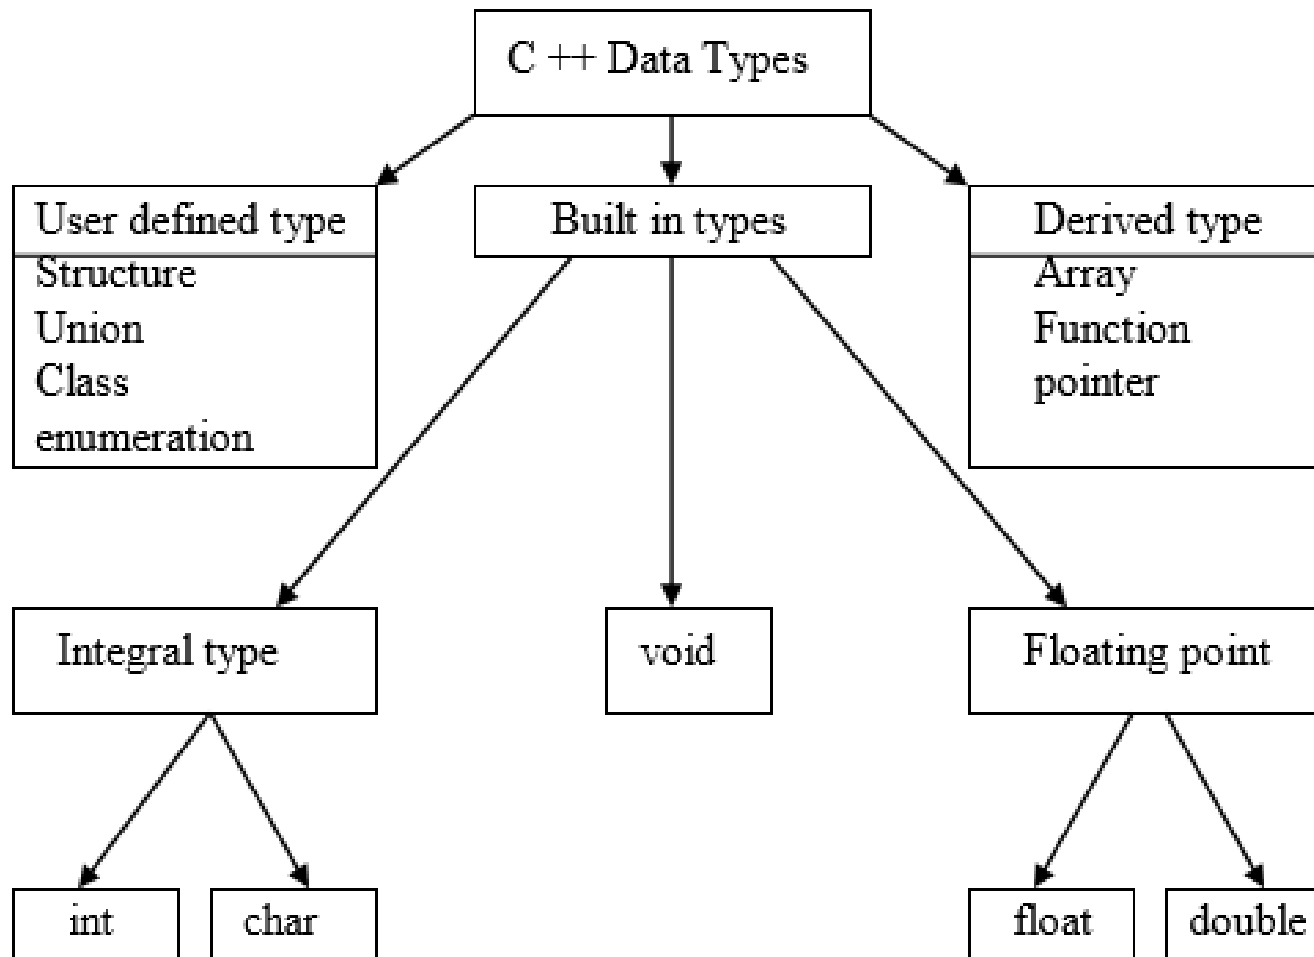 C ++ Data Types
User defined type
Structure
Union
Class
enumeration
Built in types
Derived type
Array
Function
pointer
Integral type
void
Floating point
int
char
float
double